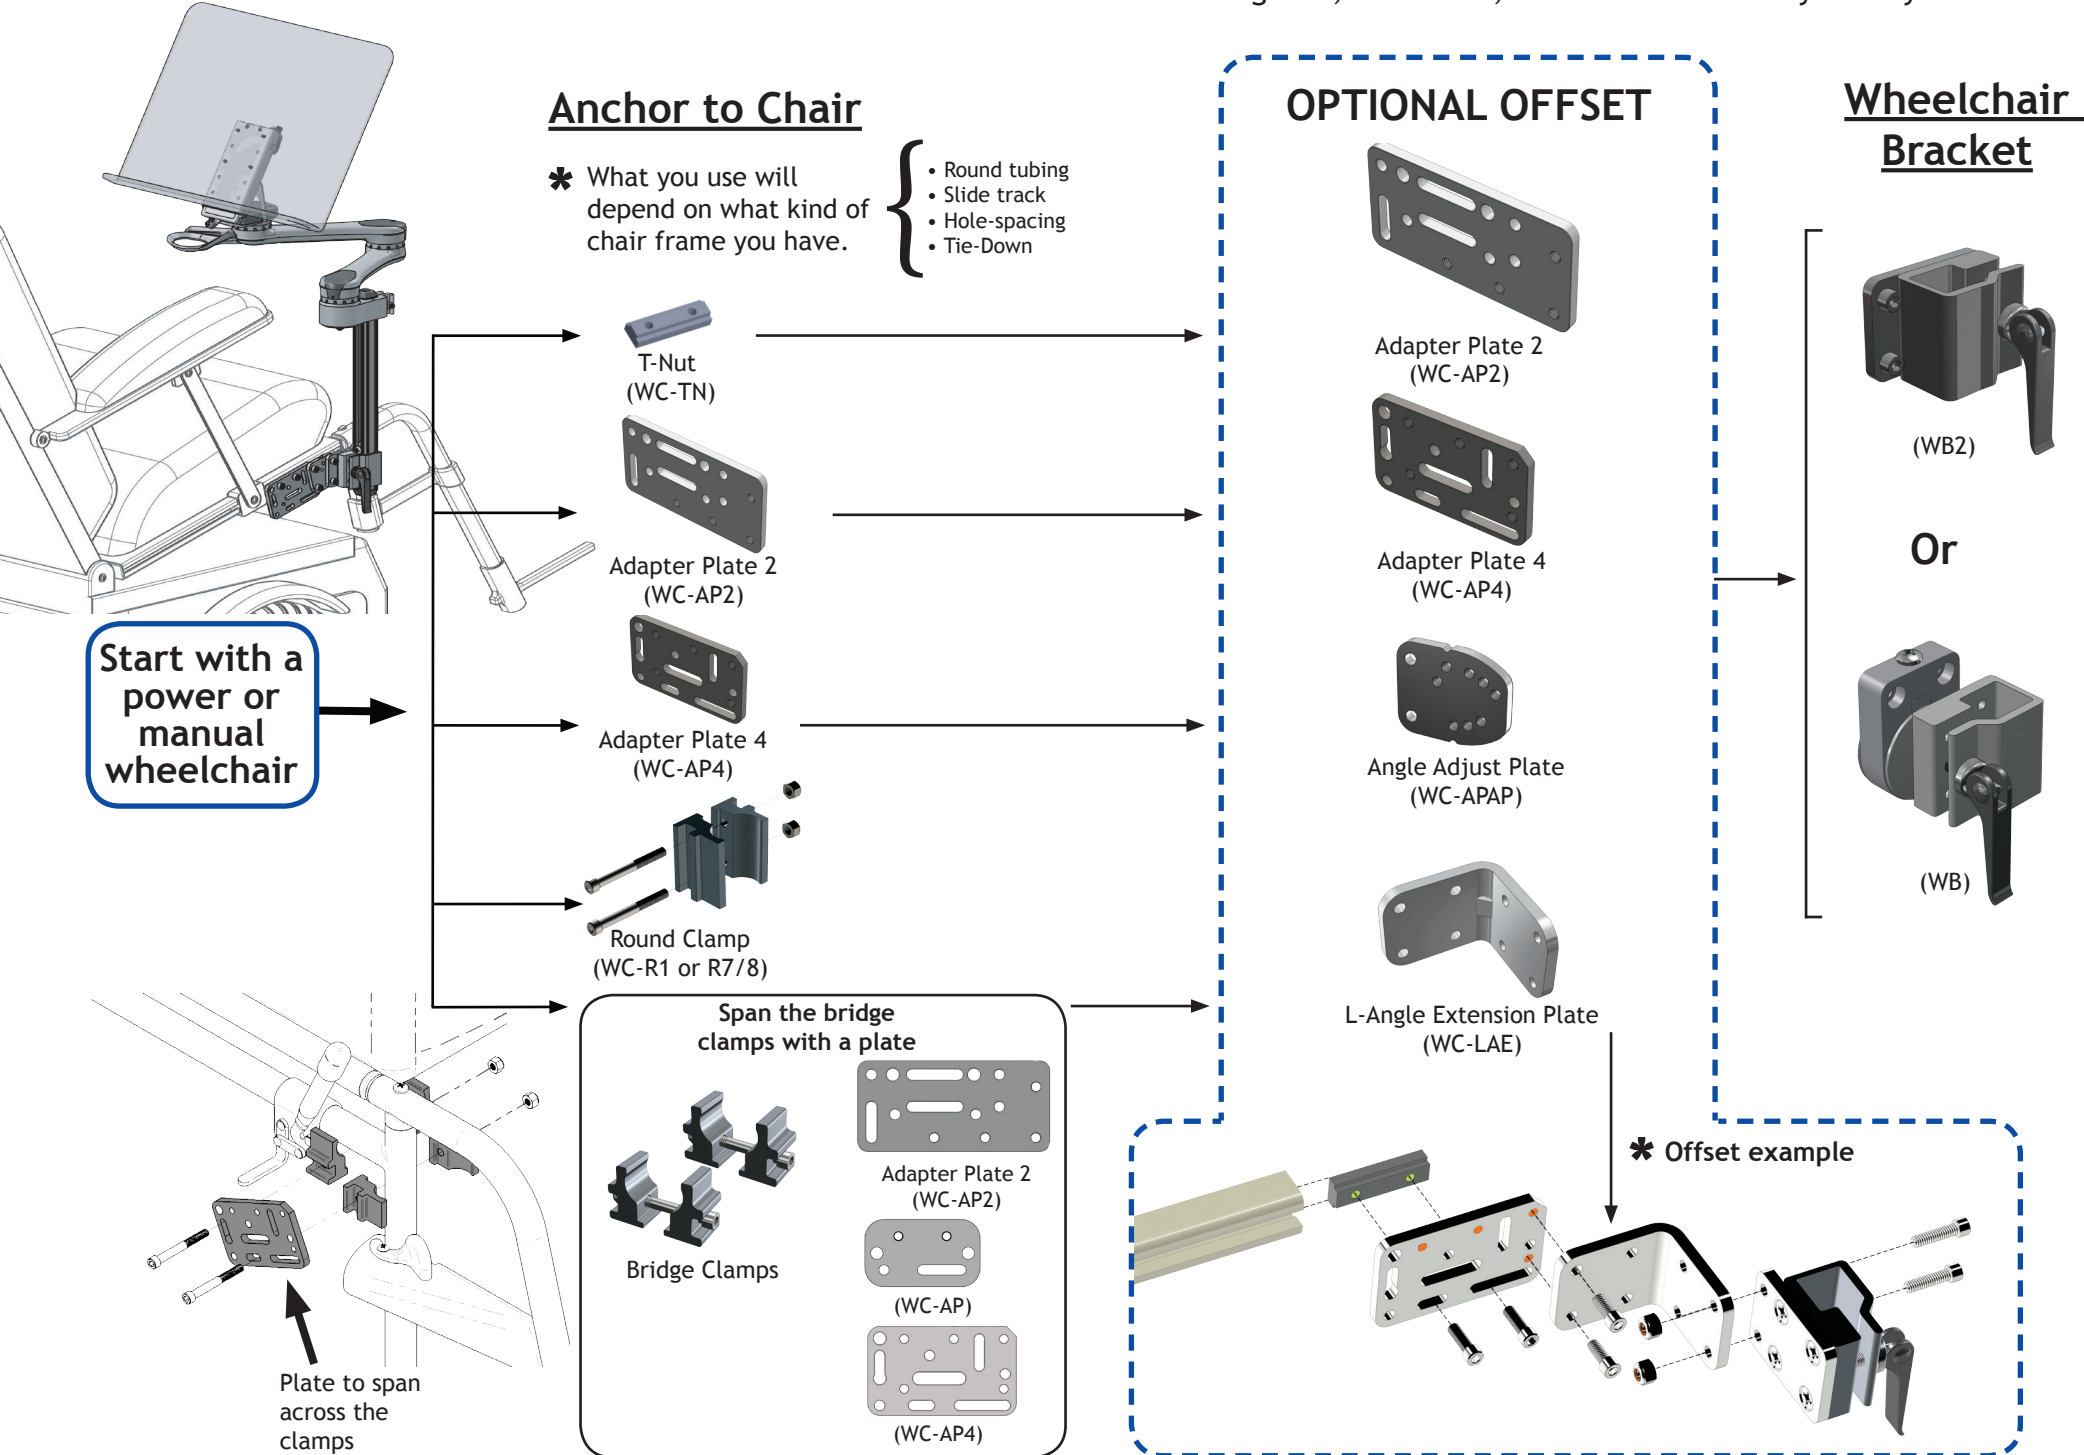 Anchor to Chair
* What you use will
depend on what kind of
chair frame you have.
• Round tubing
• Slide track
• Hole-spacing
• Tie-Down
T-Nut
(WC-TN)
Adapter Plate 2
(WC-AP2)
Start with a
power or
manual
wheelchair
Adapter Plate 4
(WC-AP4)
Round Clamp
(WC-R1 or R7/8)
Span the bridge
clamps with a plate
Adapter Plate 2
(WC-AP2)
Bridge Clamps
(WC-AP)
(WC-AP4)
Plate to span
across the
clamps
OPTIONAL OFFSET
Adapter Plate 2
(WC-AP2)
Adapter Plate 4
(WC-AP4)
Angle Adjust Plate
(WC-APAP)
L-Angle Extension Plate
(WC-LAE)
* Offset example
Wheelchair
Bracket
(WB2)
Or
(WB)